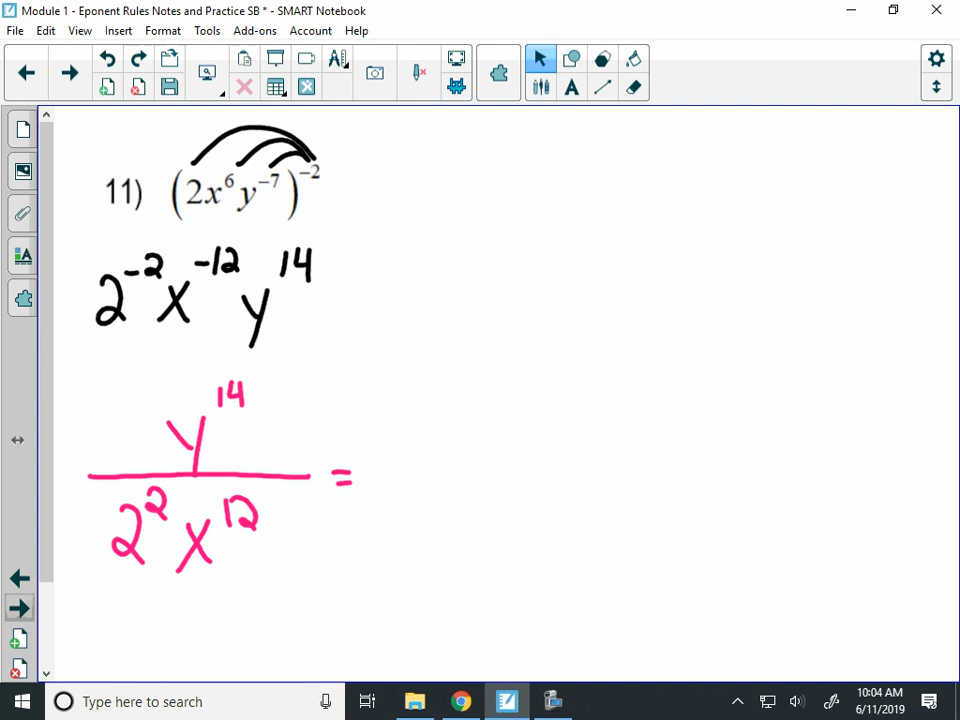 Module 1 - Eponent Rules Notes and Practice SB * - SMART Notebook
File Edit View Insert Format Tools Add-ons Account Help
11) (2x⁶y⁻⁷)⁻²
2⁻²x⁻¹²y¹⁴
y¹⁴
=
2²x¹²
Type here to search
10:04 AM
6/11/2019